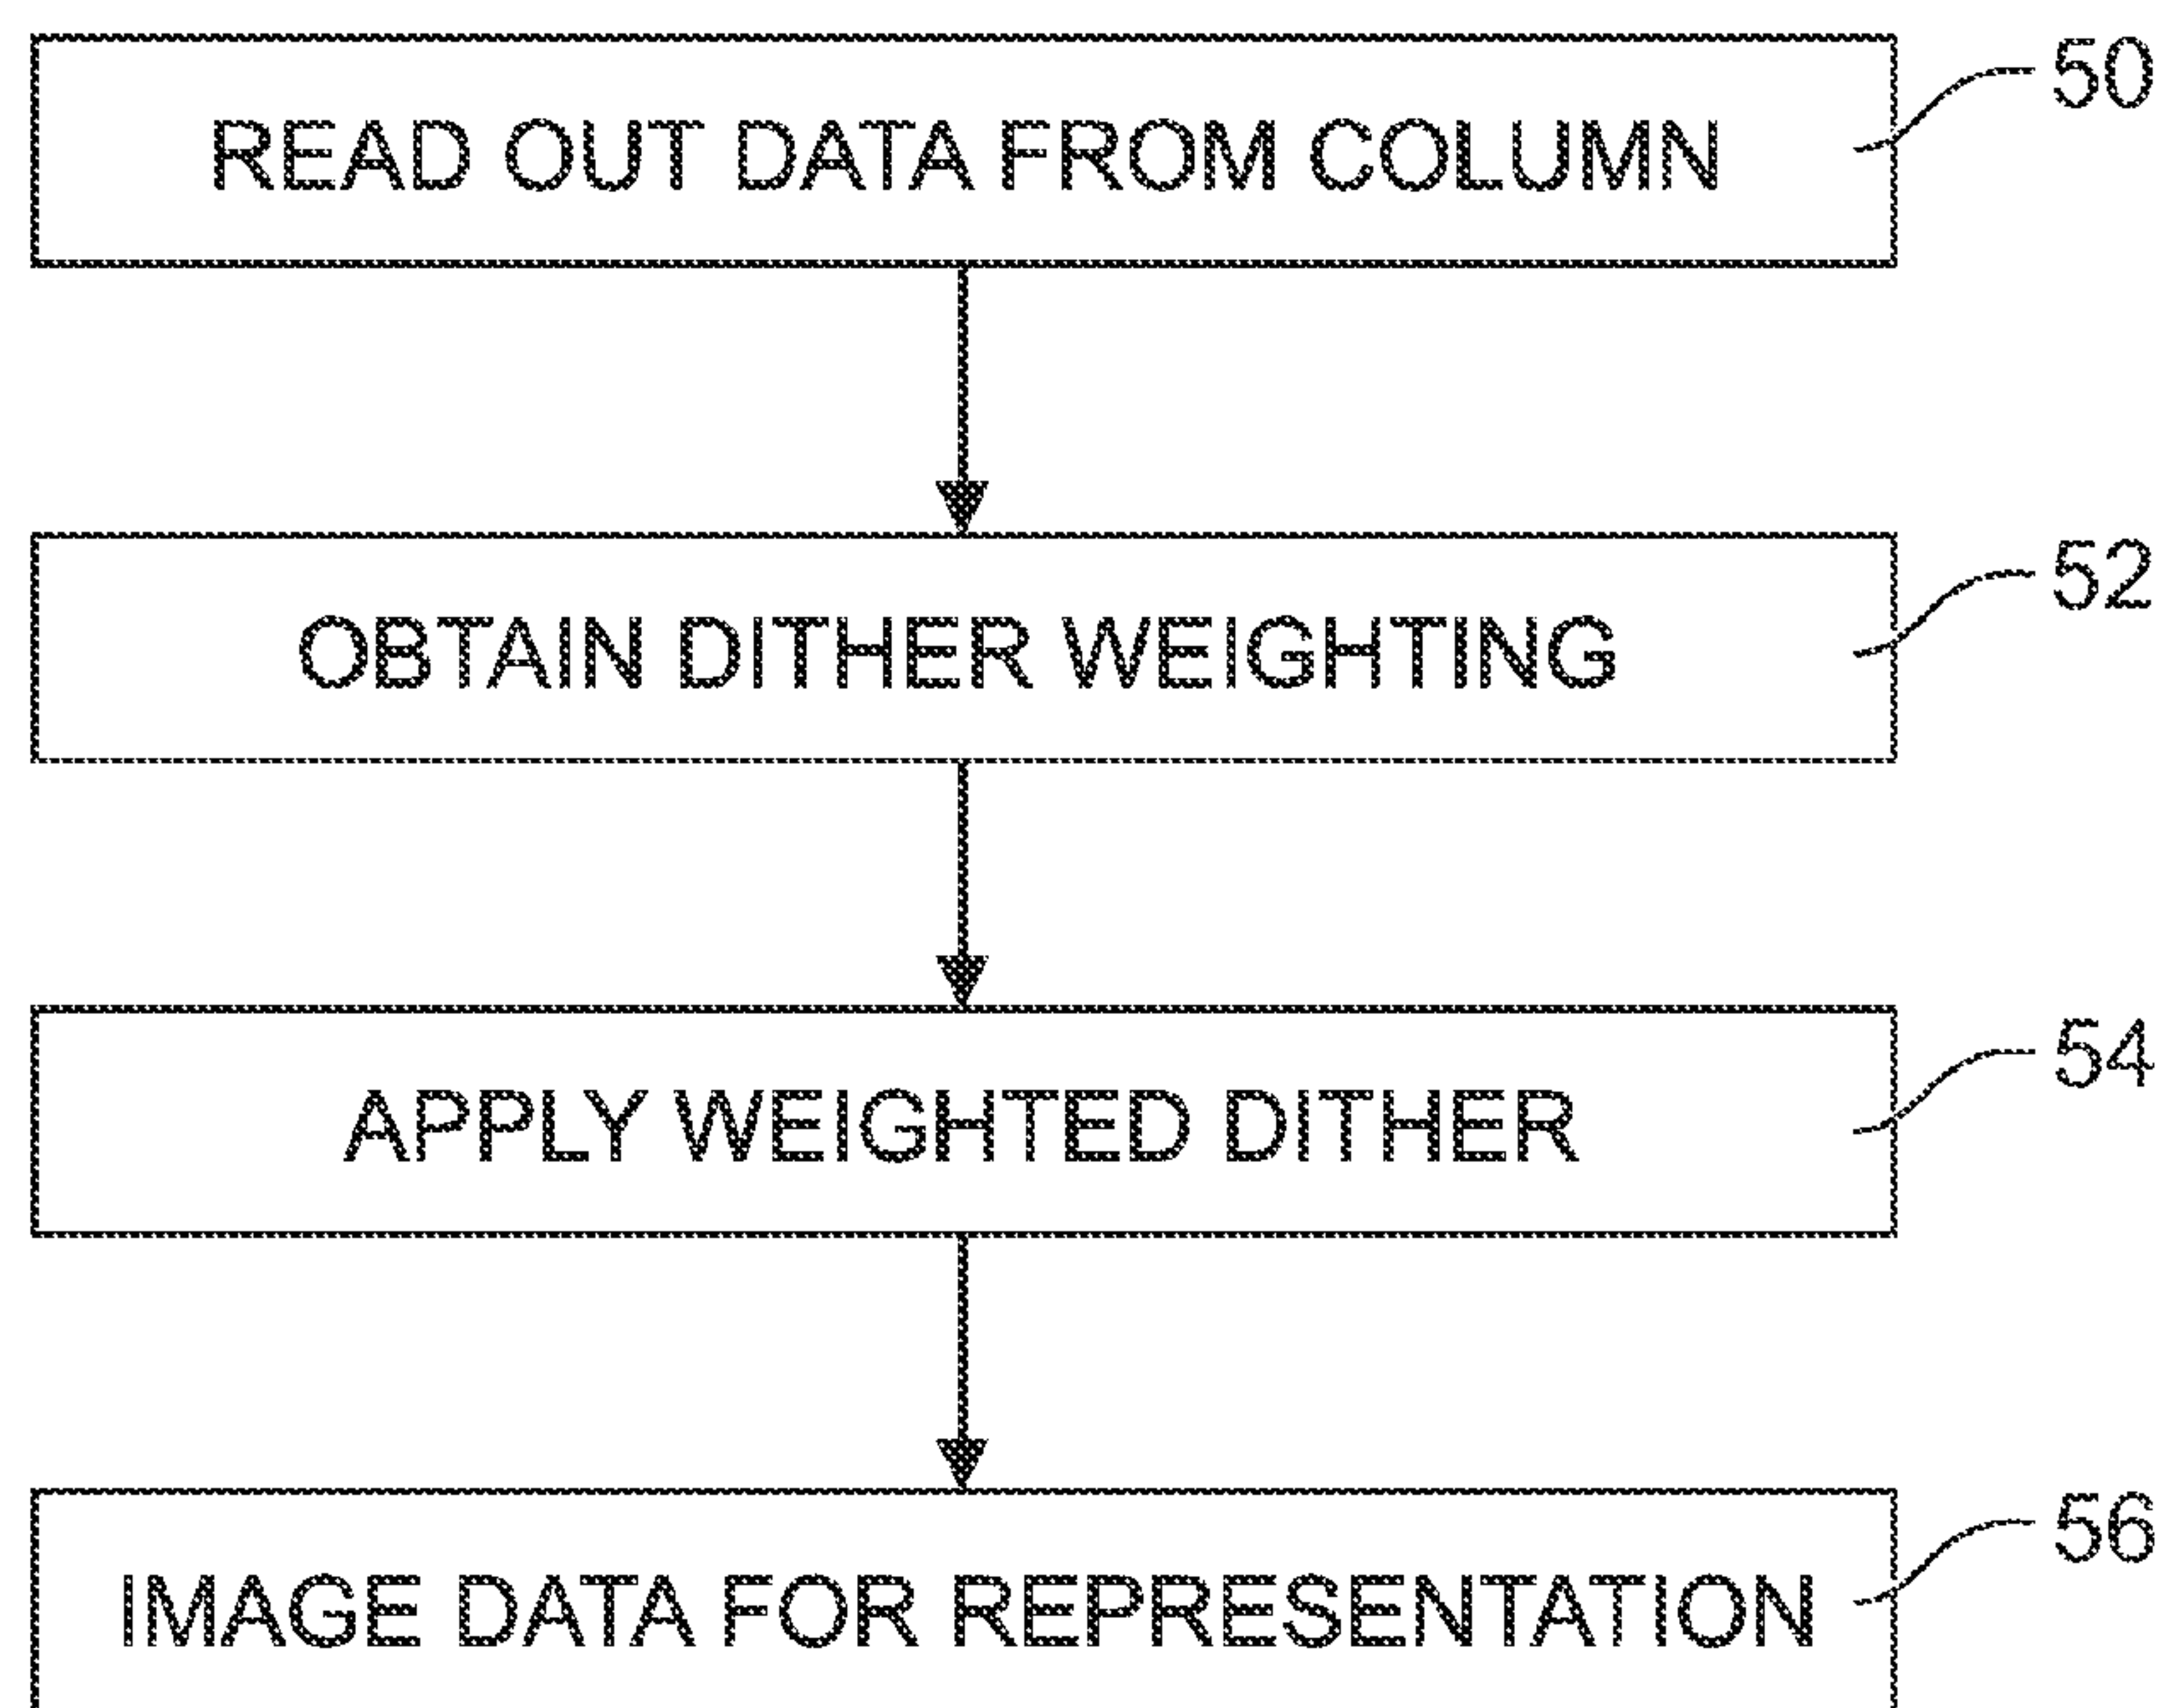 READ OUT DATA FROM COLUMN
50
OBTAIN DITHER WEIGHTING
52
APPLY WEIGHTED DITHER
54
IMAGE DATA FOR REPRESENTATION
56